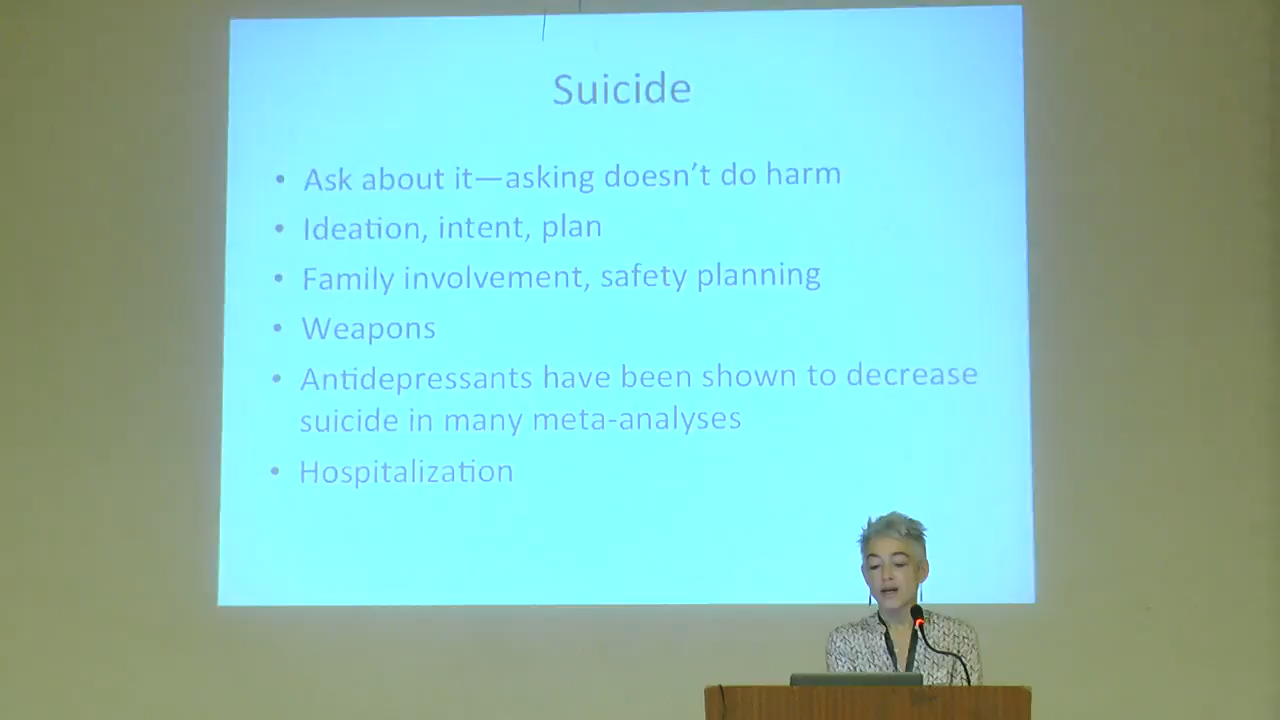 Suicide
• Ask about it—asking doesn't do harm
• Ideation, intent, plan
• Family involvement, safety planning
• Weapons
• Antidepressants have been shown to decrease
suicide in many meta-analyses
• Hospitalization